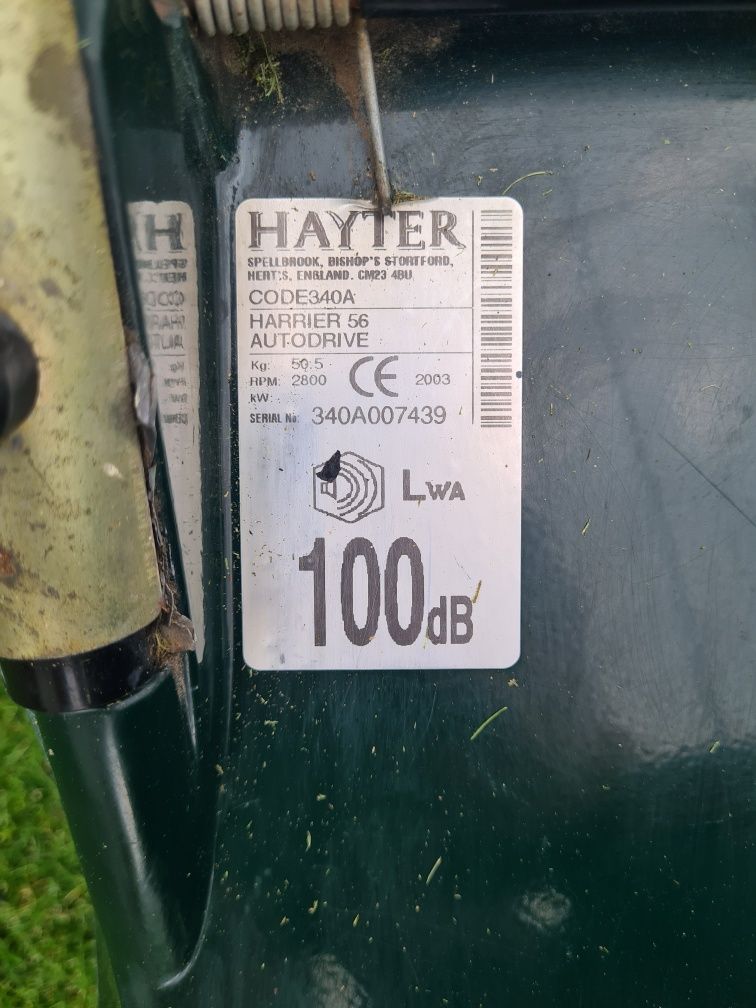 HAYTER
SPELLBROOK, BISHOP'S STORTFORD,
HERT'S, ENGLAND. CM23 4BU
CODE340A
HARRIER 56
AUTODRIVE
Kg: 50.5
RPM: 2800 CE 2003
kW:
SERIAL No: 340A007439
LWA
100dB